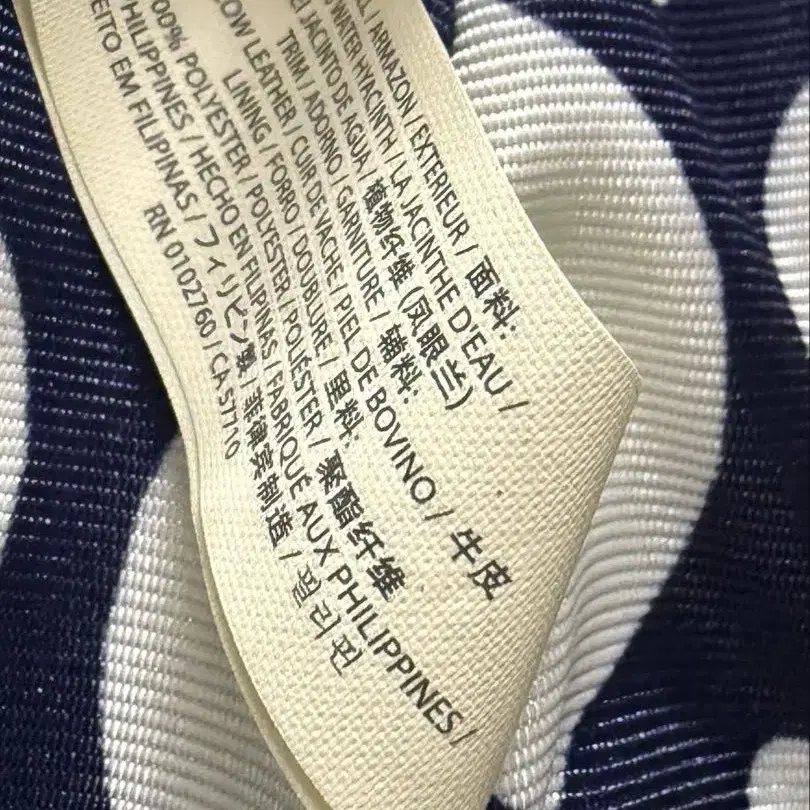 / ARMAZON / EXTERIEUR / 面料:
WATER HYACINTH / LA JACINTHE D'EAU /
JACINTO DE AGUA / 植物纤维 (凤眼兰)
TRIM / ADORNO / GARNITURE / 辅料:
COW LEATHER / CUIR DE VACHE / PIEL DE BOVINO / 牛皮
LINING / FORRO / DOUBLURE / 里料:
100% POLYESTER / POLYESTER / POLIÉSTER / 聚酯纤维
PHILIPPINES / HECHO EN FILIPINAS / FABRIQUÉ AUX PHILIPPINES /
FEITO EM FILIPINAS / フィリピン製 / 菲律宾制造 / 필리핀
RN 0102760 / CA 57710